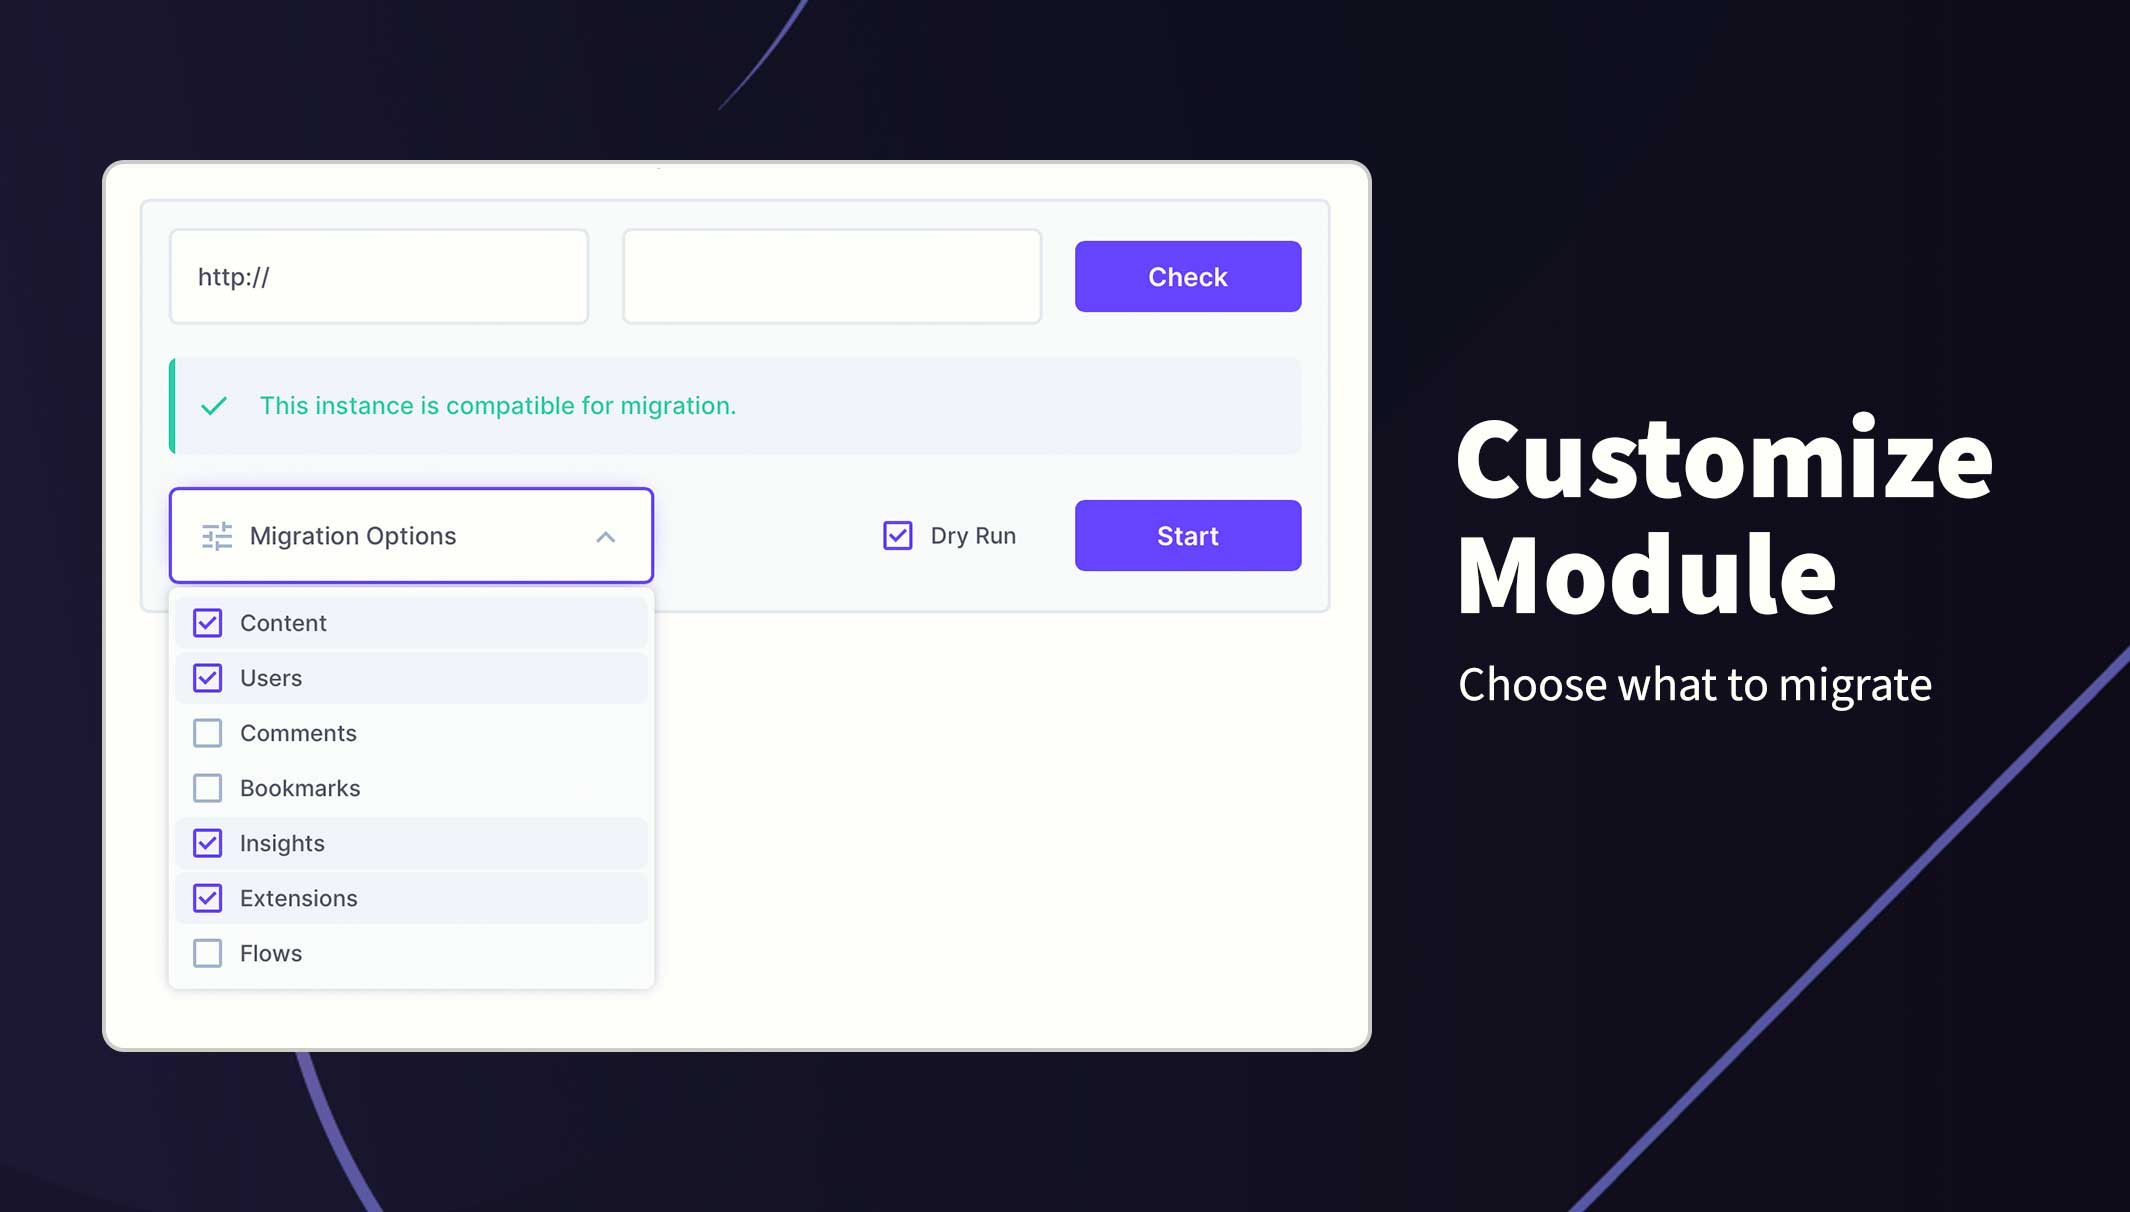 http://
Check
This instance is compatible for migration.
Migration Options
Dry Run
Start
Content
Users
Comments
Bookmarks
Insights
Extensions
Flows
Customize
Module
Choose what to migrate